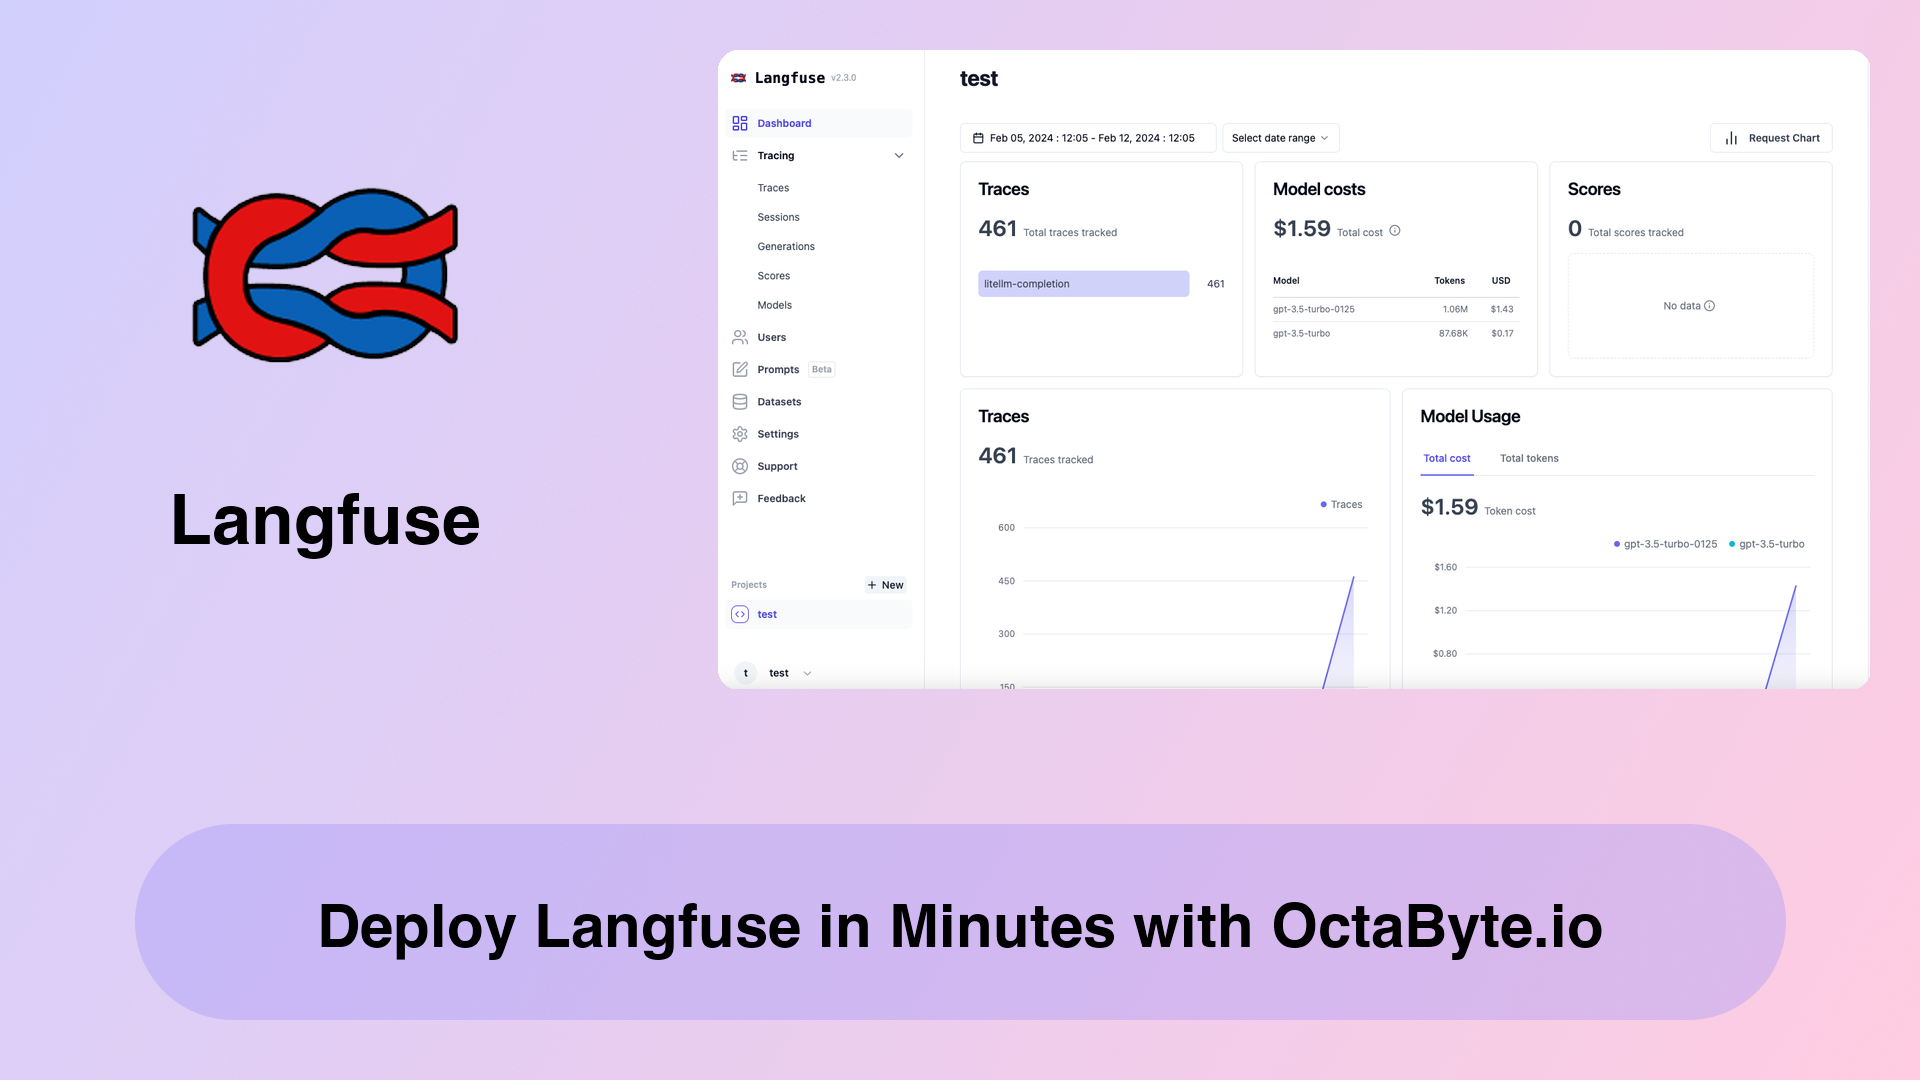 Langfuse
Langfuse v2.3.0
Dashboard
Tracing
Traces
Sessions
Generations
Scores
Models
Users
Prompts Beta
Datasets
Settings
Support
Feedback
Projects + New
test
t test
test
Feb 05, 2024 : 12:05 - Feb 12, 2024 : 12:05
Select date range
Request Chart
Traces
461 Total traces tracked
litellm-completion 461
Model costs
$1.59 Total cost
Model Tokens USD
gpt-3.5-turbo-0125 1.06M $1.43
gpt-3.5-turbo 87.68K $0.17
Scores
0 Total scores tracked
No data
Traces
461 Traces tracked
Traces
600
450
300
150
Model Usage
Total cost Total tokens
$1.59 Token cost
gpt-3.5-turbo-0125 gpt-3.5-turbo
$1.60
$1.20
$0.80
Deploy Langfuse in Minutes with OctaByte.io